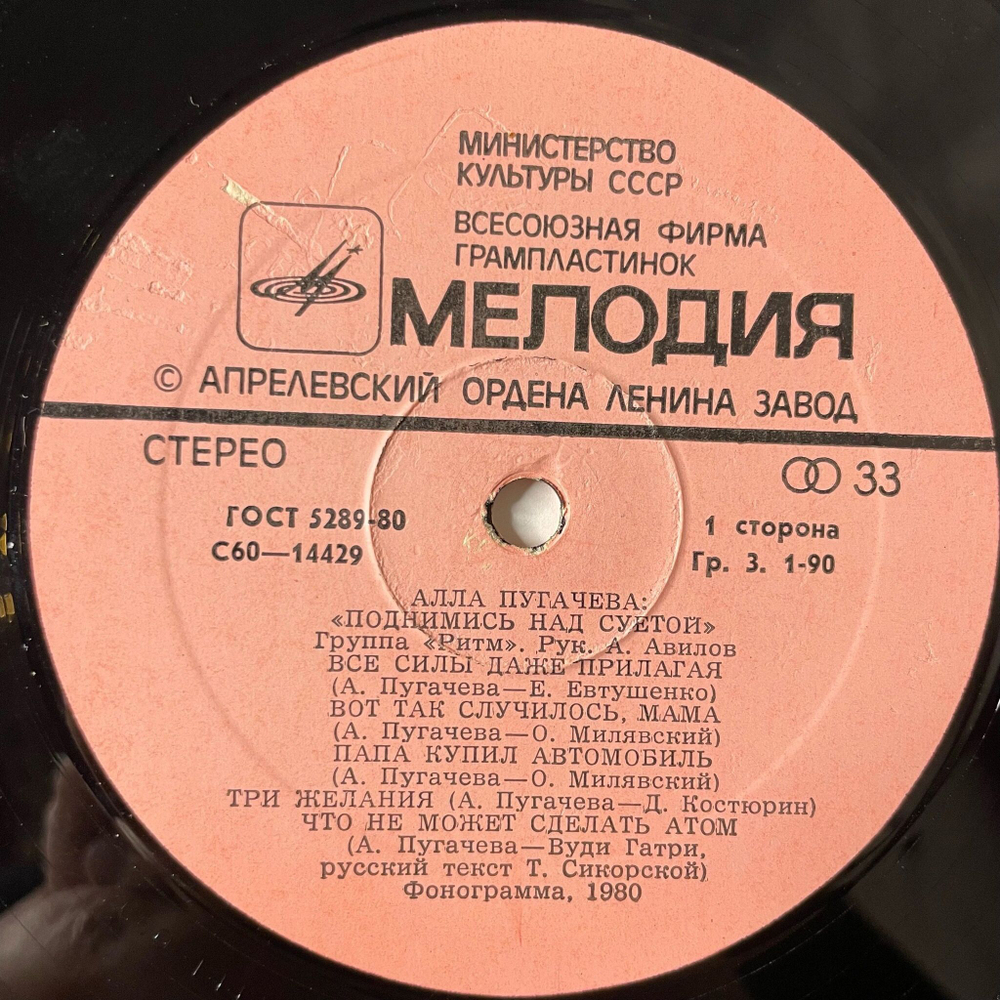 МИНИСТЕРСТВО
КУЛЬТУРЫ СССР
ВСЕСОЮЗНАЯ ФИРМА
ГРАМПЛАСТИНОК
МЕЛОДИЯ
© АПРЕЛЕВСКИЙ ОРДЕНА ЛЕНИНА ЗАВОД
СТЕРЕО
33
ГОСТ 5289-80
С60—14429
1 сторона
Гр. 3. 1-90
АЛЛА ПУГАЧЕВА:
«ПОДНИМИСЬ НАД СУЕТОЙ»
Группа «Ритм». Рук. А. Авилов
ВСЕ СИЛЫ ДАЖЕ ПРИЛАГАЯ
(А. Пугачева—Е. Евтушенко)
ВОТ ТАК СЛУЧИЛОСЬ, МАМА
(А. Пугачева—О. Милявский)
ПАПА КУПИЛ АВТОМОБИЛЬ
(А. Пугачева—О. Милявский)
ТРИ ЖЕЛАНИЯ (А. Пугачева—Д. Костюрин)
ЧТО НЕ МОЖЕТ СДЕЛАТЬ АТОМ
(А. Пугачева—Вуди Гатри,
русский текст Т. Сикорской)
Фонограмма, 1980